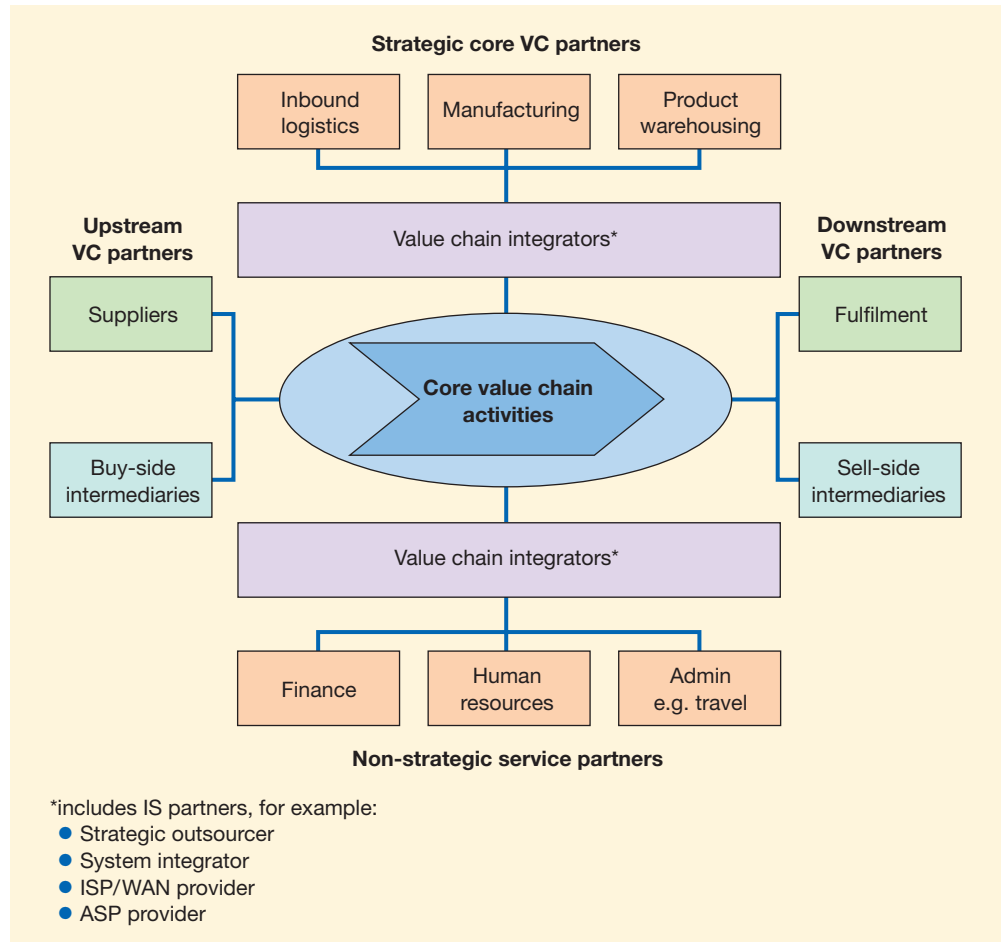 Strategic core VC partners
Inbound
logistics
Manufacturing
Product
warehousing
Value chain integrators*
Upstream
VC partners
Downstream
VC partners
Suppliers
Fulfilment
Core value chain
activities
Buy-side
intermediaries
Sell-side
intermediaries
Value chain integrators*
Finance
Human
resources
Admin
e.g. travel
Non-strategic service partners
*includes IS partners, for example:
● Strategic outsourcer
● System integrator
● ISP/WAN provider
● ASP provider